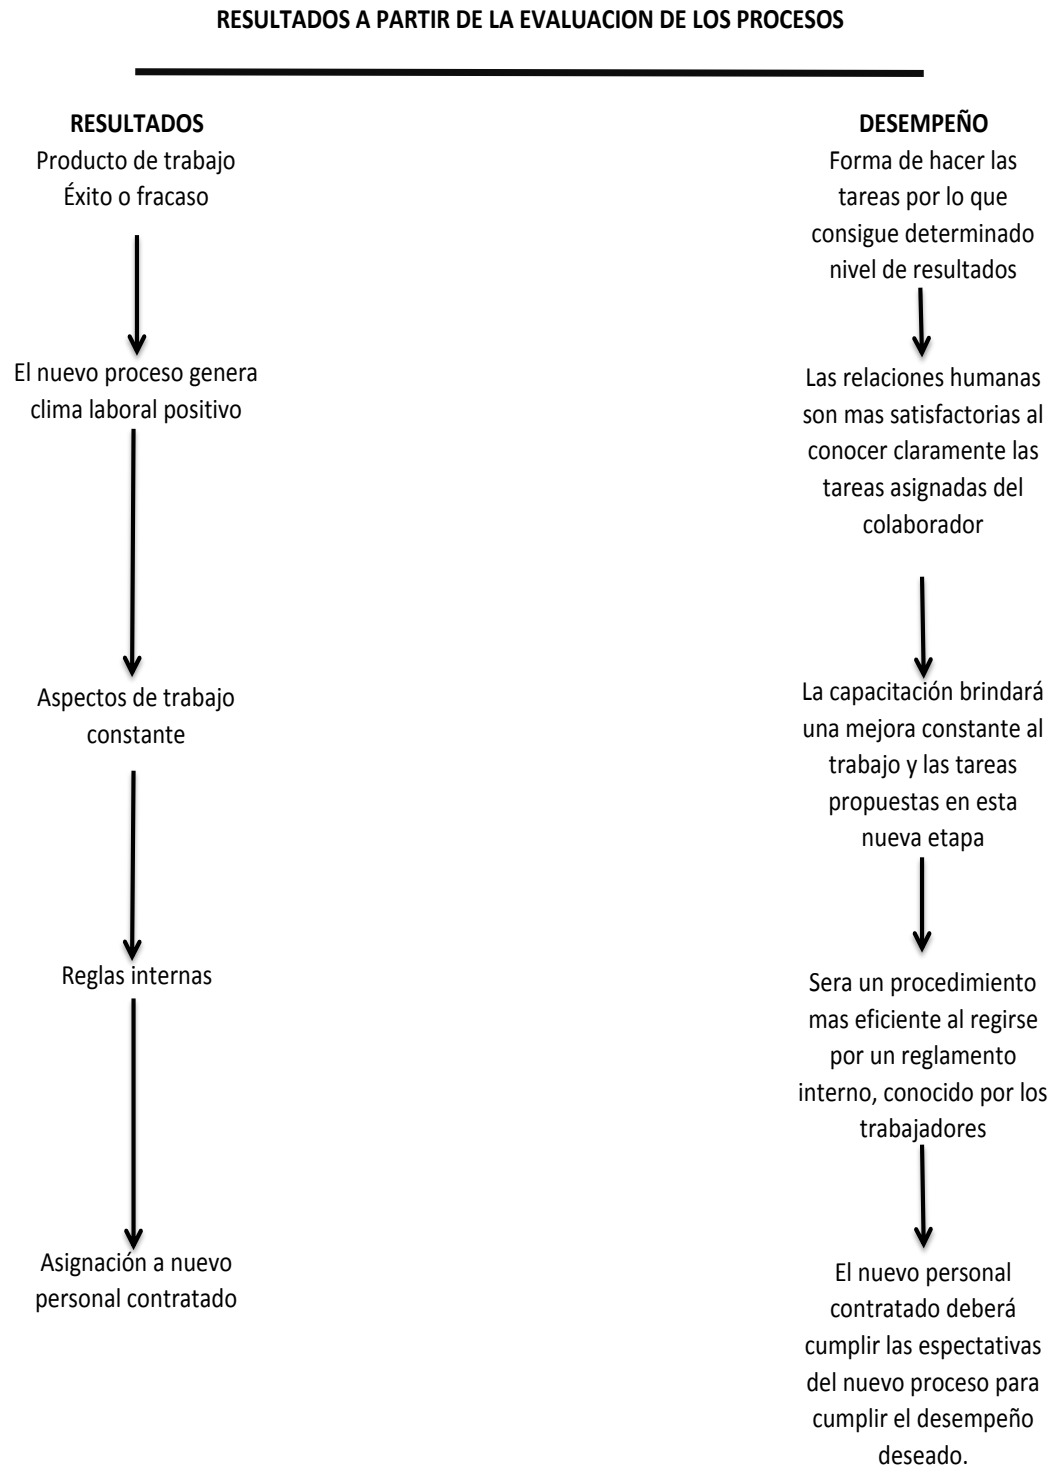 RESULTADOS A PARTIR DE LA EVALUACION DE LOS PROCESOS
RESULTADOS
Producto de trabajo
Éxito o fracaso
El nuevo proceso genera
clima laboral positivo
Aspectos de trabajo
constante
Reglas internas
Asignación a nuevo
personal contratado
DESEMPEÑO
Forma de hacer las
tareas por lo que
consigue determinado
nivel de resultados
Las relaciones humanas
son mas satisfactorias al
conocer claramente las
tareas asignadas del
colaborador
La capacitación brindará
una mejora constante al
trabajo y las tareas
propuestas en esta
nueva etapa
Sera un procedimiento
mas eficiente al regirse
por un reglamento
interno, conocido por los
trabajadores
El nuevo personal
contratado deberá
cumplir las espectativas
del nuevo proceso para
cumplir el desempeño
deseado.